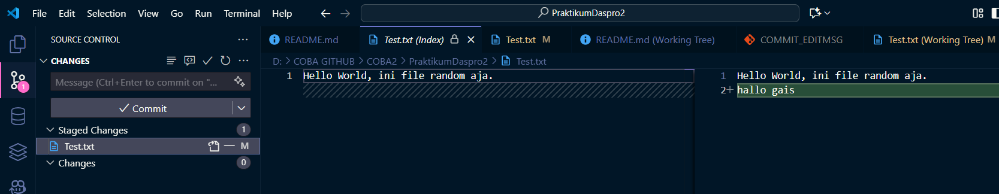 File Edit Selection View Go Run Terminal Help PraktikumDaspro2
SOURCE CONTROL
README.md Test.txt (Index) Test.txt M README.md (Working Tree) COMMIT_EDITMSG Test.txt (Working Tree) M
CHANGES
D: > COBA GITHUB > COBA2 > PraktikumDaspro2 > Test.txt
Message (Ctrl+Enter to commit on "...
Commit
Staged Changes 1
Test.txt M
Changes 0
1
1 Hello World, ini file random aja.
1 Hello World, ini file random aja.
2+ hallo gais